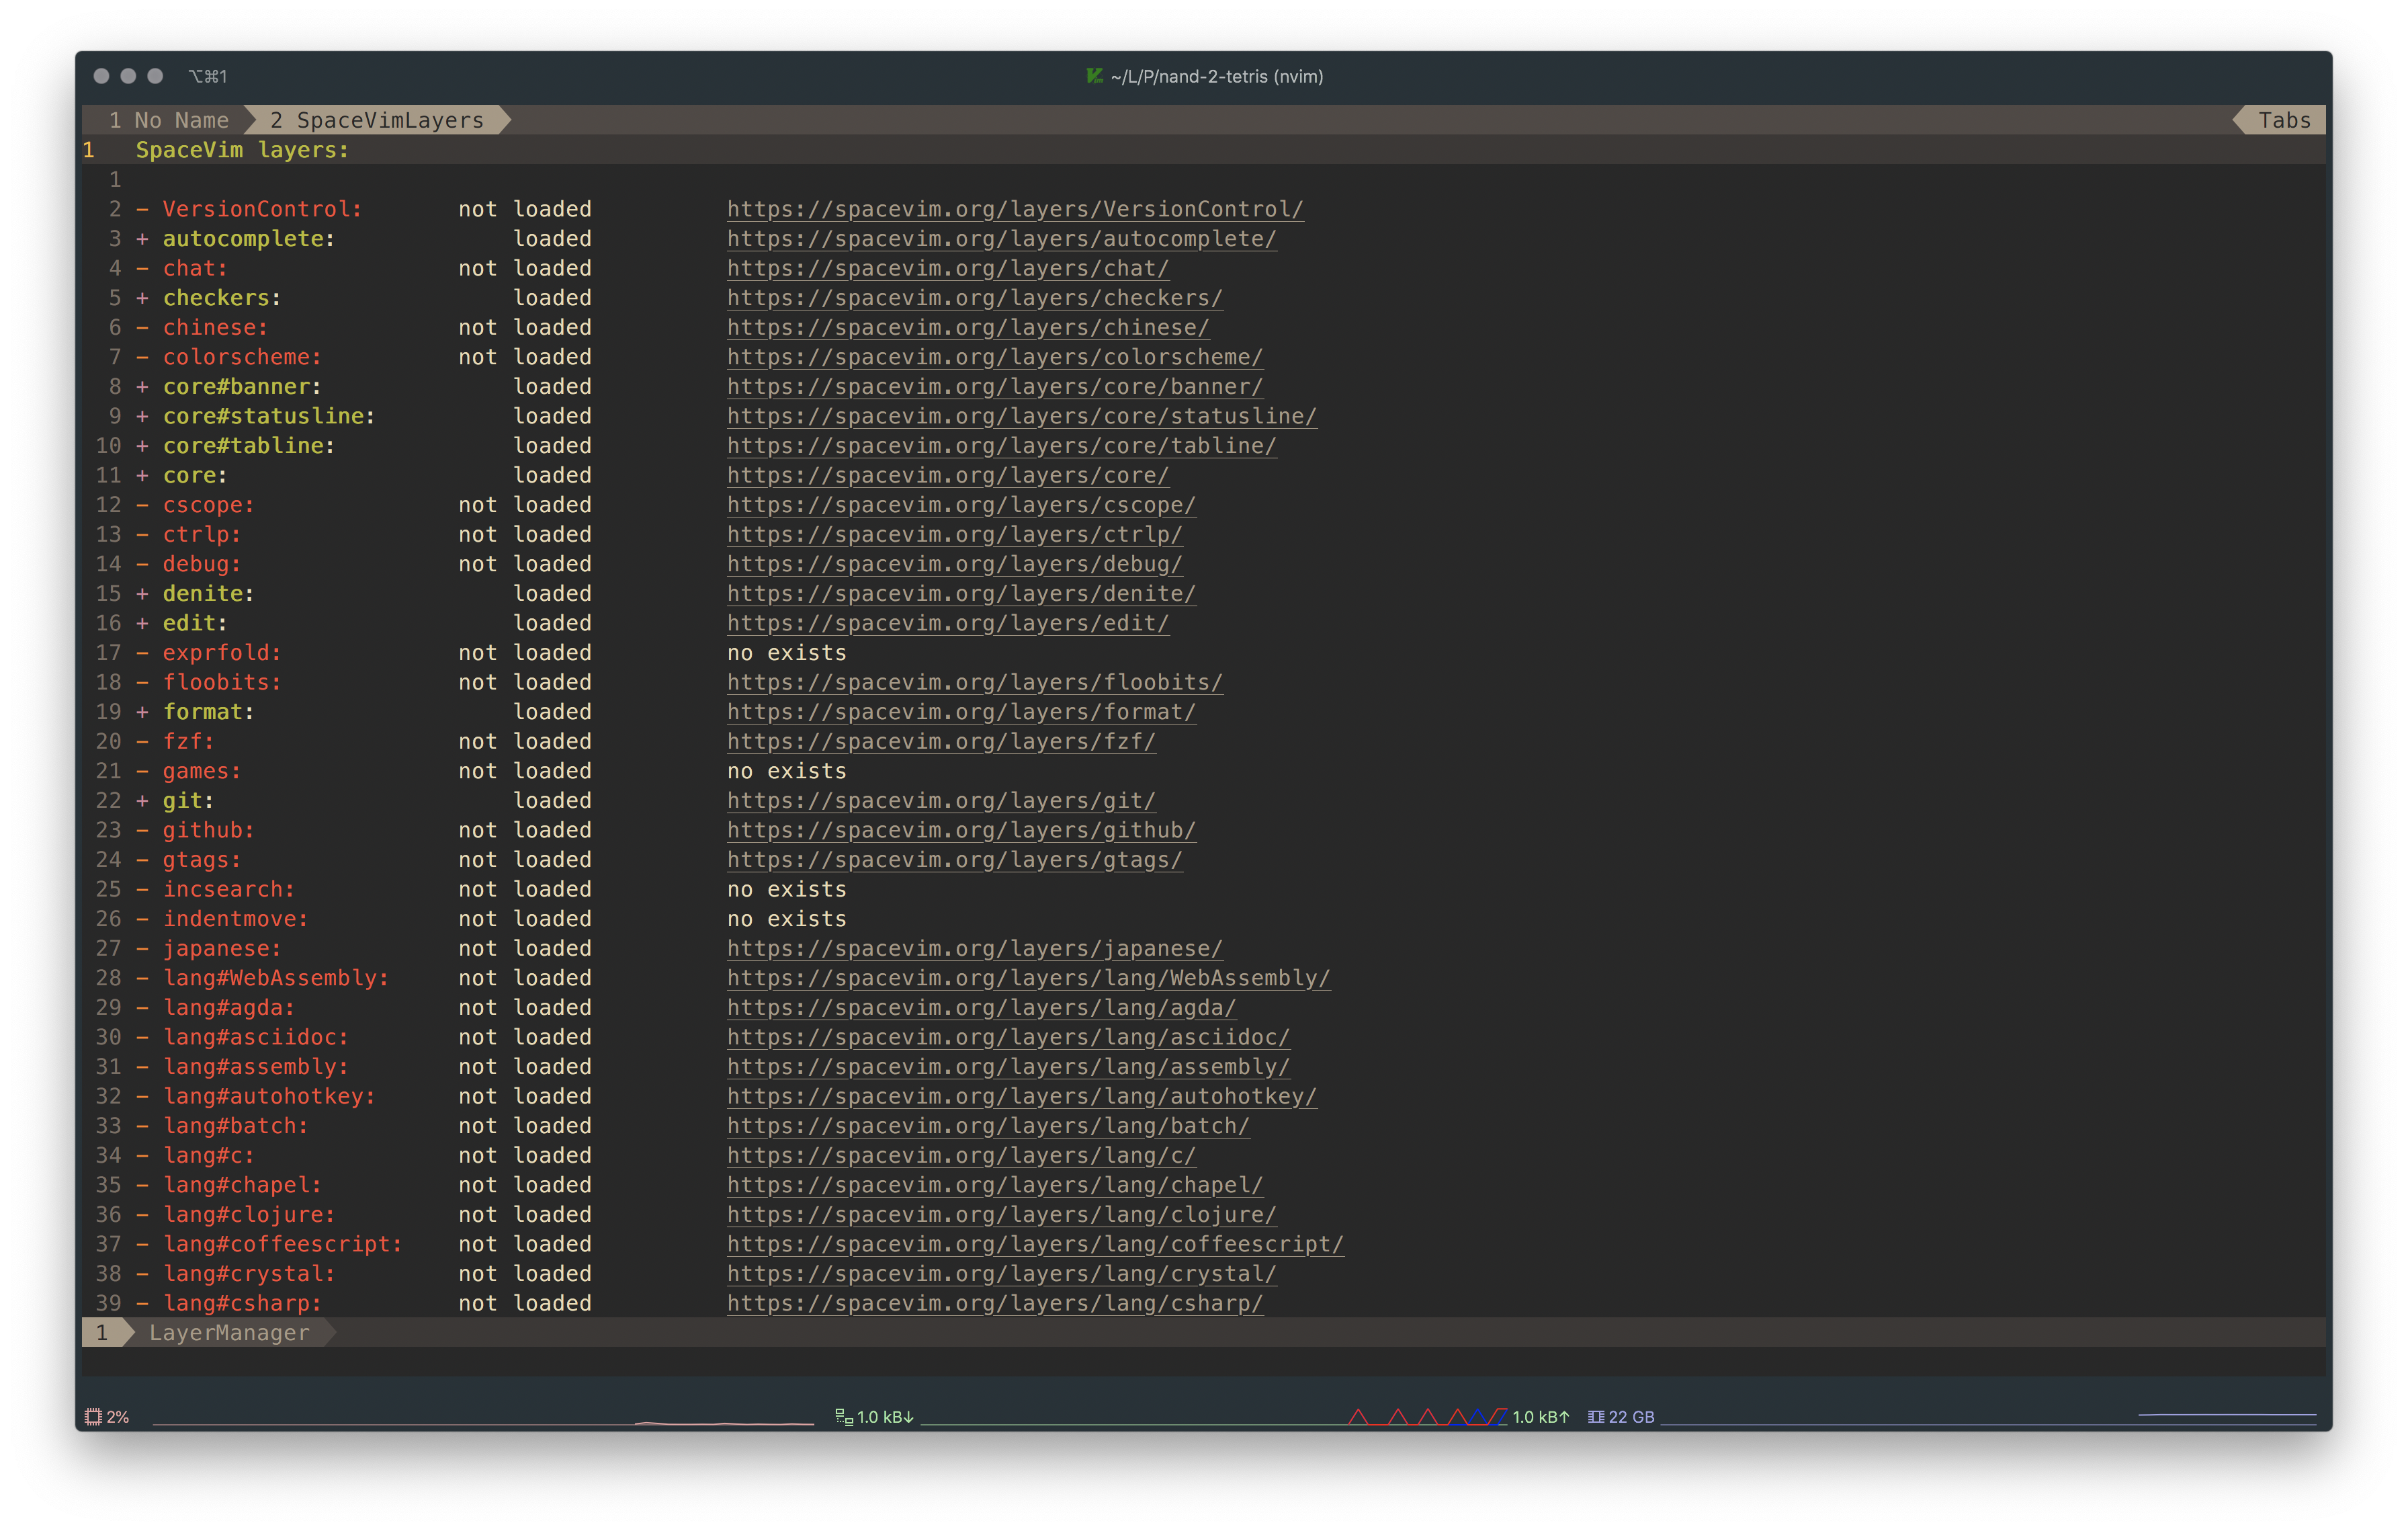 ⌥⌘1 ~/L/P/nand-2-tetris (nvim)
1 No Name 2 SpaceVimLayers Tabs
1 SpaceVim layers:
1
2 - VersionControl: not loaded https://spacevim.org/layers/VersionControl/
3 + autocomplete: loaded https://spacevim.org/layers/autocomplete/
4 - chat: not loaded https://spacevim.org/layers/chat/
5 + checkers: loaded https://spacevim.org/layers/checkers/
6 - chinese: not loaded https://spacevim.org/layers/chinese/
7 - colorscheme: not loaded https://spacevim.org/layers/colorscheme/
8 + core#banner: loaded https://spacevim.org/layers/core/banner/
9 + core#statusline: loaded https://spacevim.org/layers/core/statusline/
10 + core#tabline: loaded https://spacevim.org/layers/core/tabline/
11 + core: loaded https://spacevim.org/layers/core/
12 - cscope: not loaded https://spacevim.org/layers/cscope/
13 - ctrlp: not loaded https://spacevim.org/layers/ctrlp/
14 - debug: not loaded https://spacevim.org/layers/debug/
15 + denite: loaded https://spacevim.org/layers/denite/
16 + edit: loaded https://spacevim.org/layers/edit/
17 - exprfold: not loaded no exists
18 - floobits: not loaded https://spacevim.org/layers/floobits/
19 + format: loaded https://spacevim.org/layers/format/
20 - fzf: not loaded https://spacevim.org/layers/fzf/
21 - games: not loaded no exists
22 + git: loaded https://spacevim.org/layers/git/
23 - github: not loaded https://spacevim.org/layers/github/
24 - gtags: not loaded https://spacevim.org/layers/gtags/
25 - incsearch: not loaded no exists
26 - indentmove: not loaded no exists
27 - japanese: not loaded https://spacevim.org/layers/japanese/
28 - lang#WebAssembly: not loaded https://spacevim.org/layers/lang/WebAssembly/
29 - lang#agda: not loaded https://spacevim.org/layers/lang/agda/
30 - lang#asciidoc: not loaded https://spacevim.org/layers/lang/asciidoc/
31 - lang#assembly: not loaded https://spacevim.org/layers/lang/assembly/
32 - lang#autohotkey: not loaded https://spacevim.org/layers/lang/autohotkey/
33 - lang#batch: not loaded https://spacevim.org/layers/lang/batch/
34 - lang#c: not loaded https://spacevim.org/layers/lang/c/
35 - lang#chapel: not loaded https://spacevim.org/layers/lang/chapel/
36 - lang#clojure: not loaded https://spacevim.org/layers/lang/clojure/
37 - lang#coffeescript: not loaded https://spacevim.org/layers/lang/coffeescript/
38 - lang#crystal: not loaded https://spacevim.org/layers/lang/crystal/
39 - lang#csharp: not loaded https://spacevim.org/layers/lang/csharp/
1 LayerManager
2% 1.0 kB↓ 1.0 kB↑ 22 GB